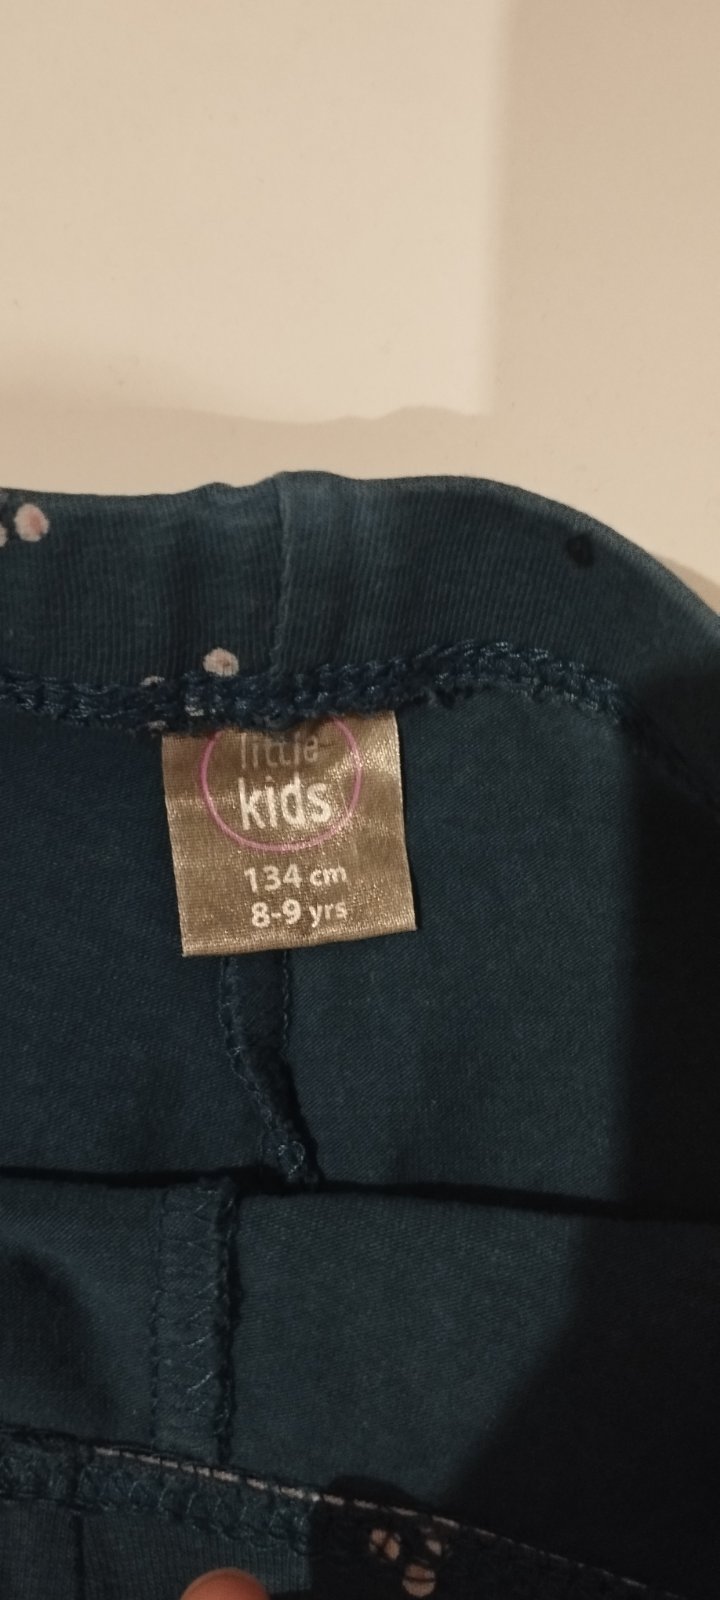 little
kids
134 cm
8-9 yrs